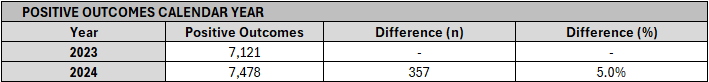 POSITIVE OUTCOMES CALENDAR YEAR
Year Positive Outcomes Difference (n) Difference (%)
2023 7,121 - -
2024 7,478 357 5.0%